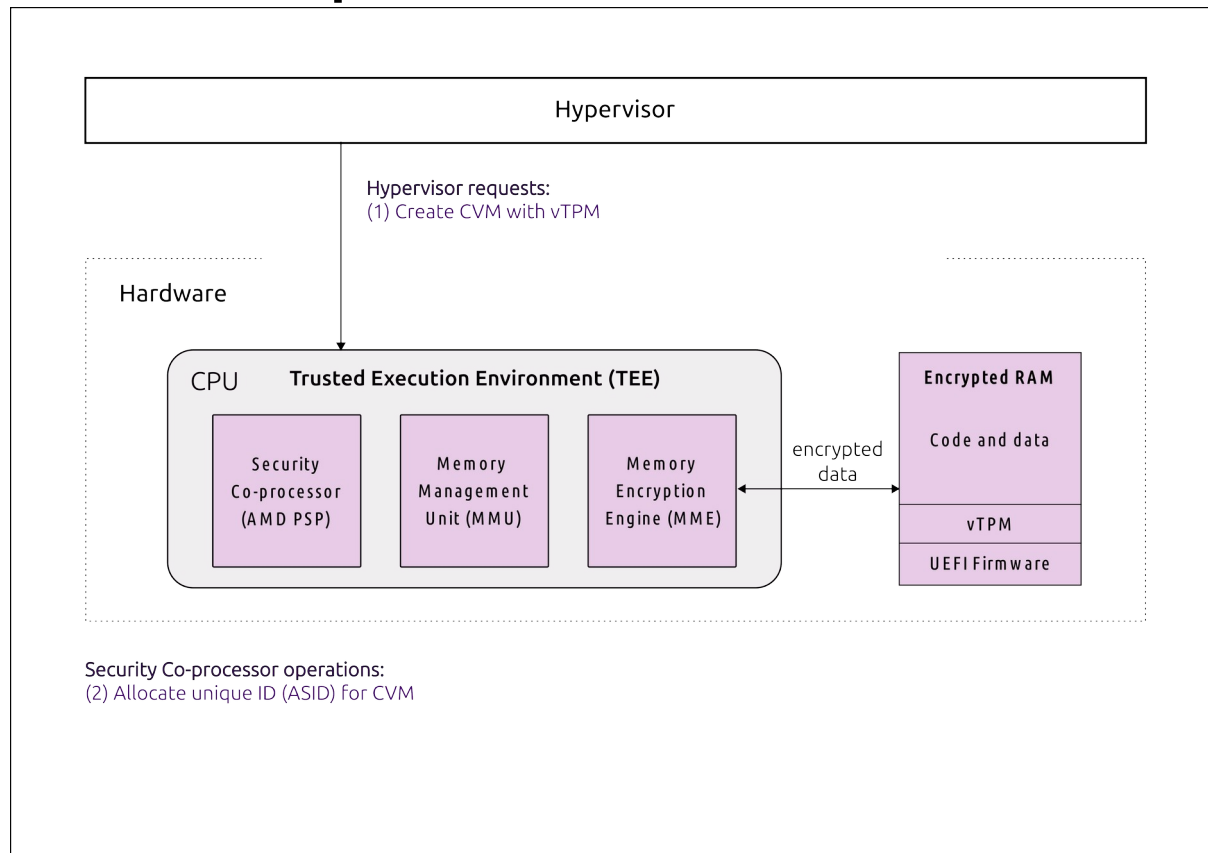 Hypervisor
Hypervisor requests:
(1) Create CVM with vTPM
Hardware
CPU
Trusted Execution Environment (TEE)
Security
Co-processor
(AMD PSP)
Memory
Management
Unit (MMU)
Memory
Encryption
Engine (MME)
encrypted
data
Encrypted RAM
Code and data
vTPM
UEFI Firmware
Security Co-processor operations:
(2) Allocate unique ID (ASID) for CVM